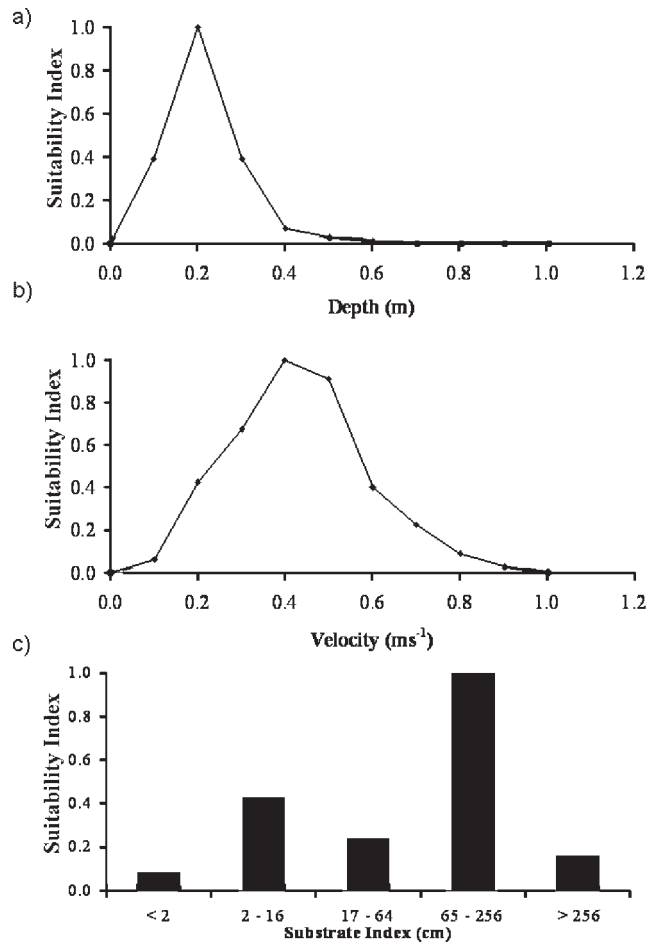 a)
Suitability Index
1.0
0.8
0.6
0.4
0.2
0.0
0.0 0.2 0.4 0.6 0.8 1.0 1.2
Depth (m)
b)
Suitability Index
1.0
0.8
0.6
0.4
0.2
0.0
0.0 0.2 0.4 0.6 0.8 1.0 1.2
Velocity (ms⁻¹)
c)
Suitability Index
1.0
0.8
0.6
0.4
0.2
0.0
< 2 2 - 16 17 - 64 65 - 256 > 256
Substrate Index (cm)